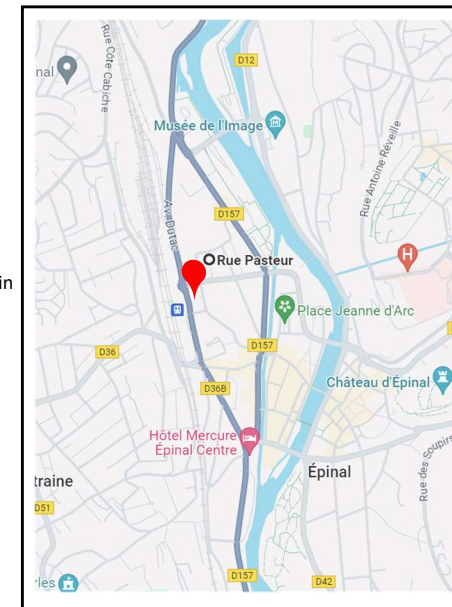 Rue Côte Cabiche
nal
D12
Musée de l'Image
Rue Antoine Réveille
Av. Dutac
D157
Rue Pasteur
H
in
Place Jeanne d'Arc
D36
D157
D36B
Château d'Épinal
Hôtel Mercure
Épinal Centre
Rue des Soupirs
Épinal
traine
D51
les
D157
D42